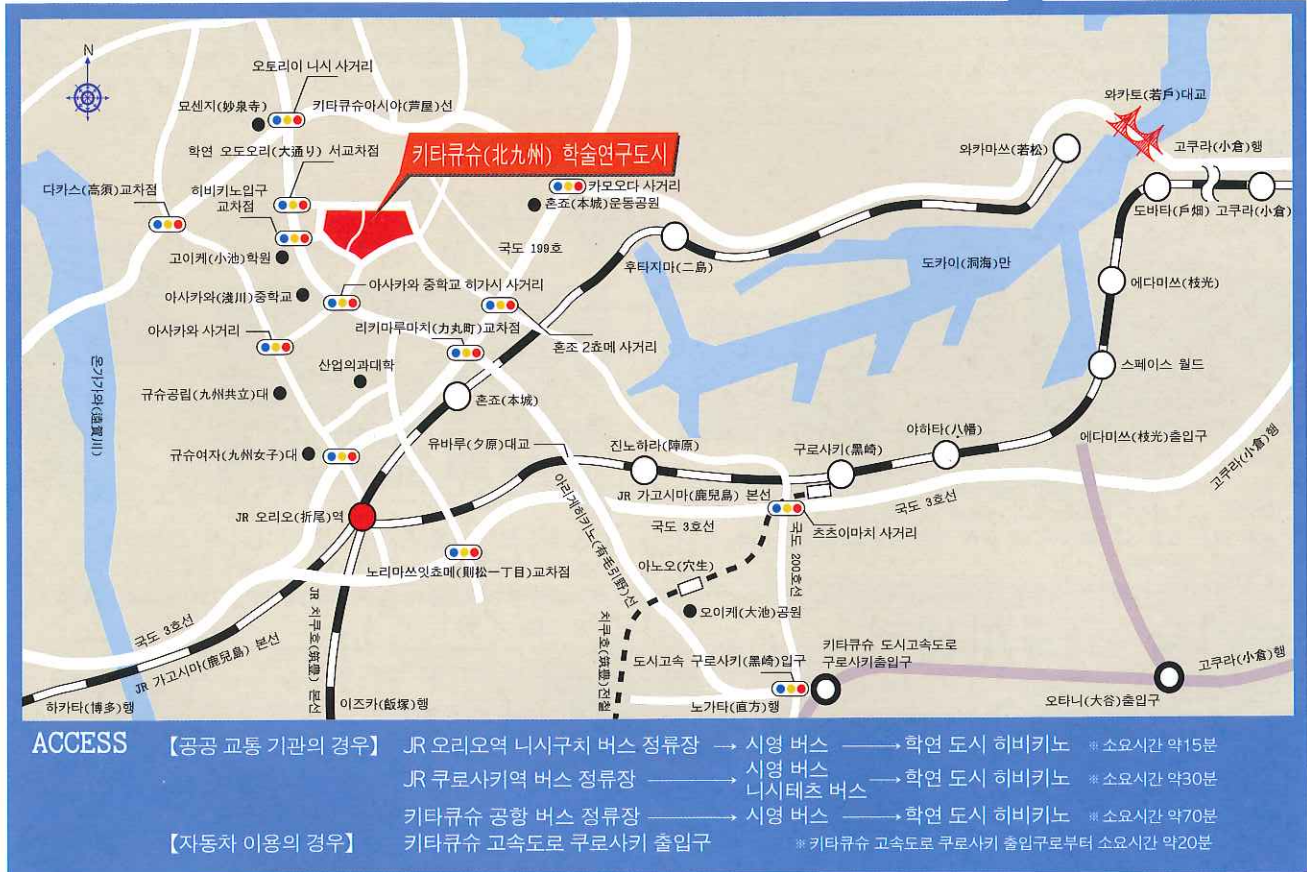 N
오토리이 니시 사거리
묘센지(妙泉寺)
키타큐슈아시야(芦屋)선
와카토(若戶)대교
학연 오도오리(大通り) 서교차점
키타큐슈(北九州) 학술연구도시
와카마쓰(若松)
고쿠라(小倉)행
다카스(高須)교차점
히비키노입구
교차점
카모오다 사거리
혼죠(本城)운동공원
도바타(戶畑)
고쿠라(小倉)
고이케(小池)학원
국도 199호
후타지마(二島)
도카이(洞海)만
아사카와(淺川)중학교
아사카와 중학교 히가시 사거리
에다미쓰(枝光)
아사카와 사거리
리키마루마치(力丸町)교차점
혼조 2쵸메 사거리
산업의과대학
스페이스 월드
온가가와(遠賀川)
규슈공립(九州共立)대
혼죠(本城)
유바루(夕原)대교
진노하라(陣原)
구로사키(黑崎)
야하타(八幡)
에다미쓰(枝光)출입구
규슈여자(九州女子)대
JR 가고시마(鹿兒島) 본선
고쿠라(小倉)행
JR 오리오(折尾)역
국도 3호선
국도 3호선
츠츠이마치 사거리
아리게히키노(有毛引野)선
국도 200호선
노리마쓰잇쵸메(則松一丁目)교차점
아노오(穴生)
오이케(大池)공원
국도 3호선
JR 가고시마(鹿兒島) 본선
JR 치쿠호(筑豊) 본선
치쿠호(筑豊)전철
도시고속 구로사키(黑崎)입구
키타큐슈 도시고속도로
구로사키출입구
고쿠라(小倉)행
하카타(博多)행
이즈카(飯塚)행
노가타(直方)행
오타니(大谷)출입구
ACCESS 【공공 교통 기관의 경우】 JR 오리오역 니시구치 버스 정류장 → 시영 버스 → 학연 도시 히비키노 ※소요시간 약15분
JR 쿠로사키역 버스 정류장 → 시영 버스 니시테츠 버스 → 학연 도시 히비키노 ※소요시간 약30분
키타큐슈 공항 버스 정류장 → 시영 버스 → 학연 도시 히비키노 ※소요시간 약70분
【자동차 이용의 경우】 키타큐슈 고속도로 쿠로사키 출입구 ※키타큐슈 고속도로 쿠로사키 출입구로부터 소요시간 약20분